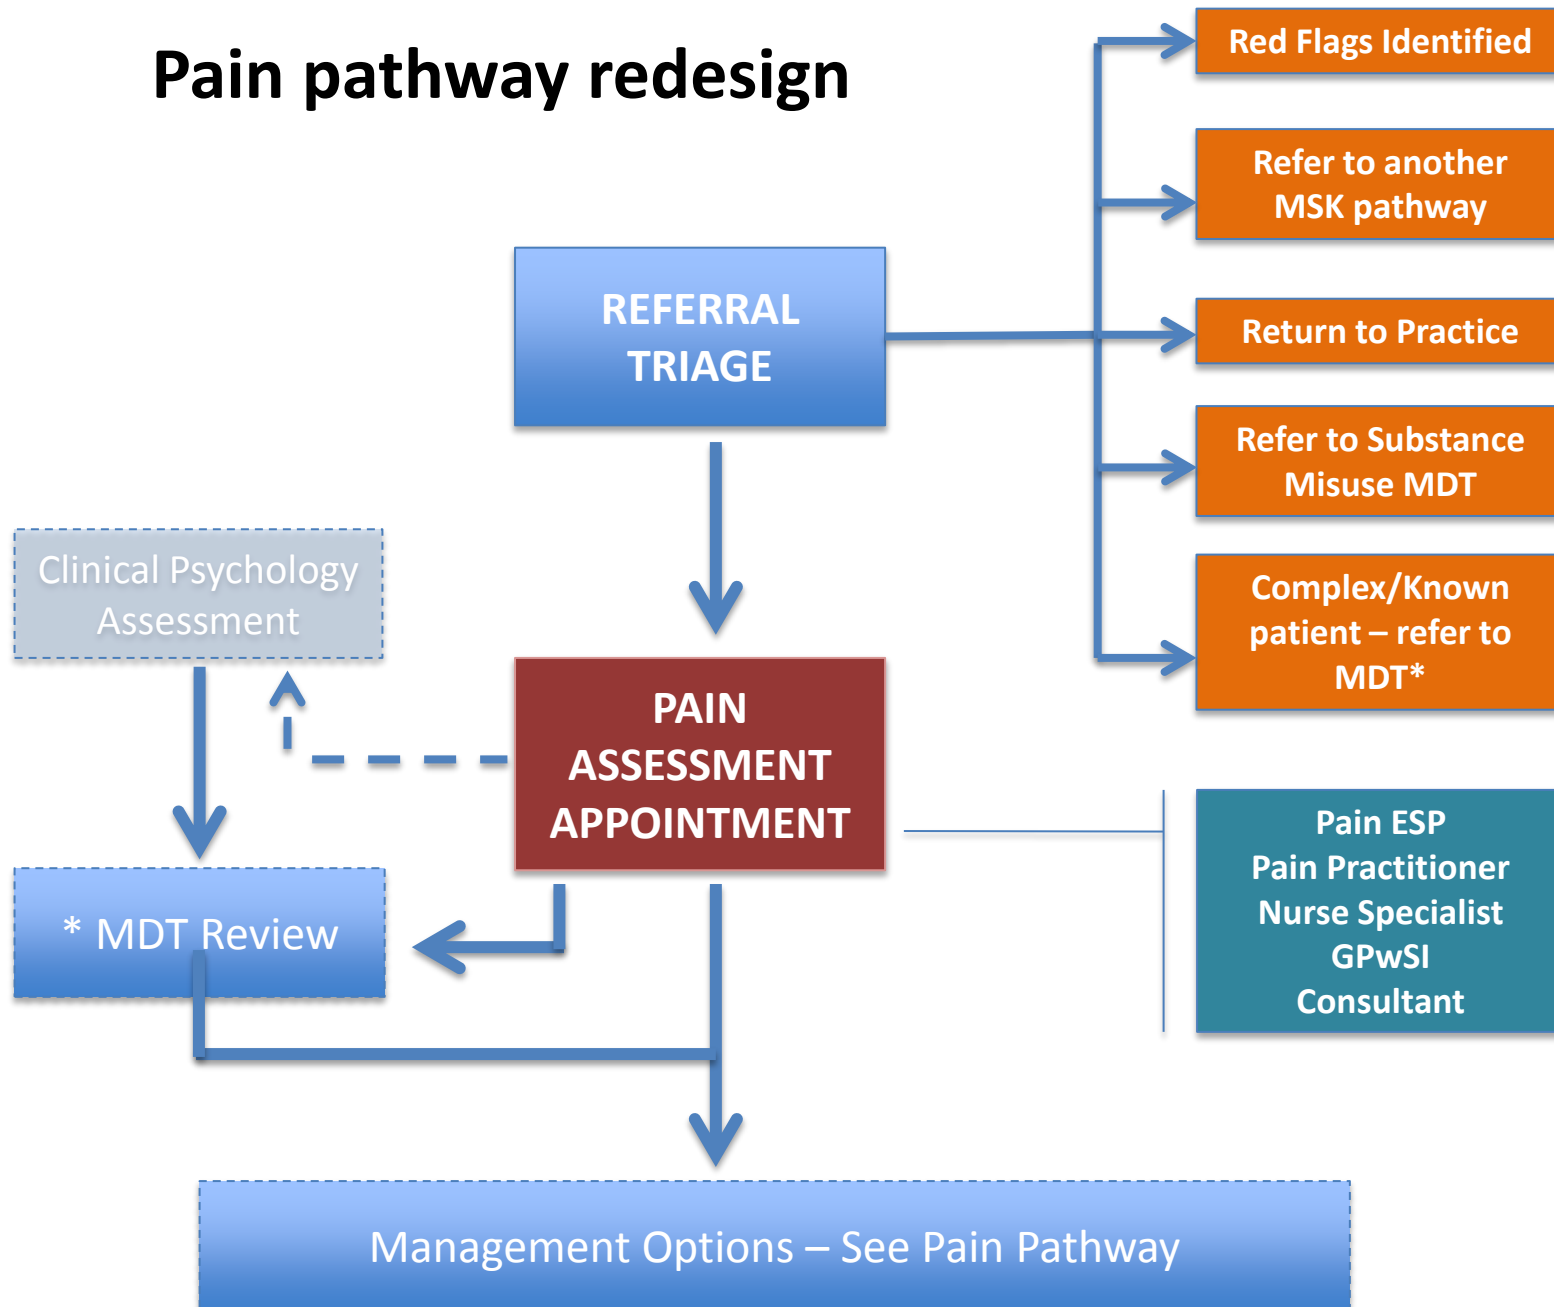 Pain pathway redesign
Red Flags Identified
Refer to another
MSK pathway
REFERRAL
TRIAGE
Return to Practice
Refer to Substance
Misuse MDT
Clinical Psychology
Assessment
Complex/Known
patient – refer to
MDT*
PAIN
ASSESSMENT
APPOINTMENT
Pain ESP
Pain Practitioner
Nurse Specialist
GPwSI
Consultant
* MDT Review
Management Options – See Pain Pathway